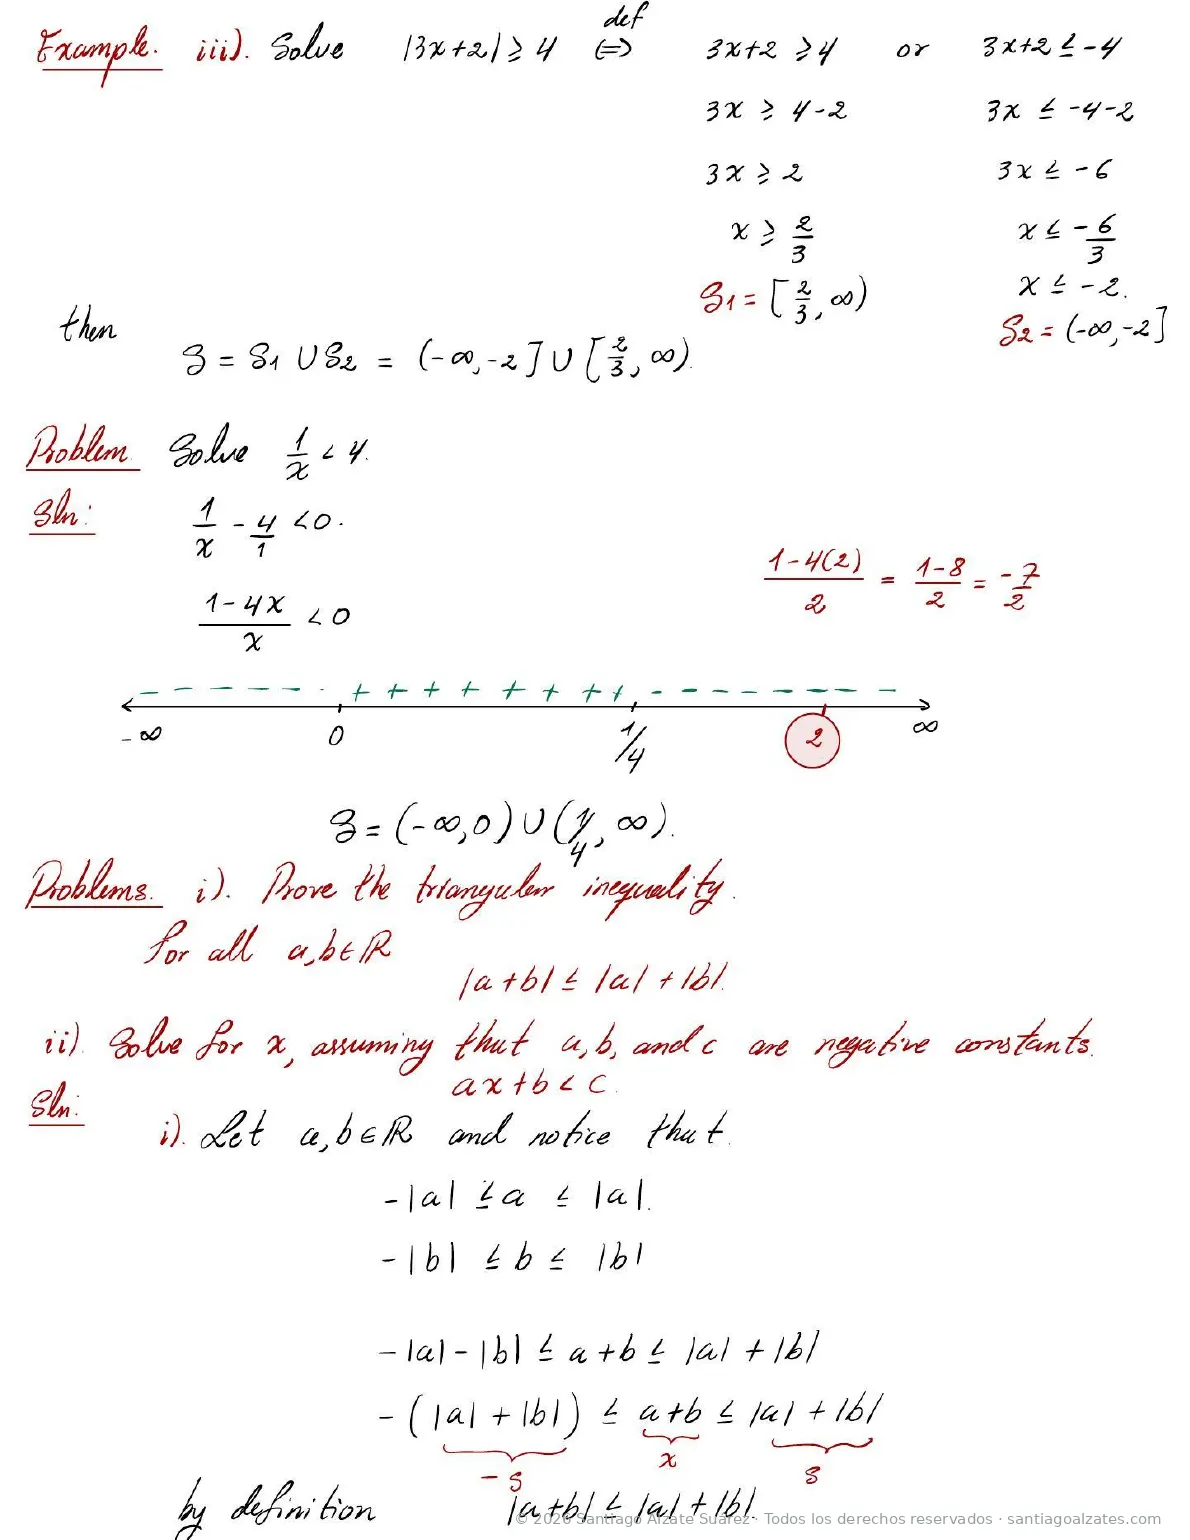 Example. iii). Solve |3x+2| ≥ 4 def ⇔ 3x+2 ≥ 4 or 3x+2 ≤ -4
3x ≥ 4-2 3x ≤ -4-2
3x ≥ 2 3x ≤ -6
x ≥ 2/3 x ≤ -6/3
S1 = [2/3, ∞) x ≤ -2.
then S2 = (-∞, -2]
S = S1 ∪ S2 = (-∞, -2] ∪ [2/3, ∞).
Problem. Solve 1/x < 4.
Sln: 1/x - 4/1 < 0.
(1-4(2))/2 = (1-8)/2 = -7/2
(1-4x)/x < 0
- - - - - - + + + + + + + + - - - - - - - - -
-∞ 0 1/4 2 ∞
S = (-∞, 0) ∪ (1/4, ∞).
Problems. i). Prove the triangular inequality.
For all a, b ∈ ℝ
|a+b| ≤ |a| + |b|.
ii). Solve for x, assuming that a, b, and c are negative constants.
ax + b < c.
Sln:
i). Let a, b ∈ ℝ and notice that.
-|a| ≤ a ≤ |a|.
-|b| ≤ b ≤ |b|
-|a| - |b| ≤ a + b ≤ |a| + |b|
-(|a| + |b|) ≤ a+b ≤ |a| + |b|
-s x s
by definition |a+b| ≤ |a| + |b|.
© 2026 Santiago Alzate Suárez · Todos los derechos reservados · santiagoalzates.com